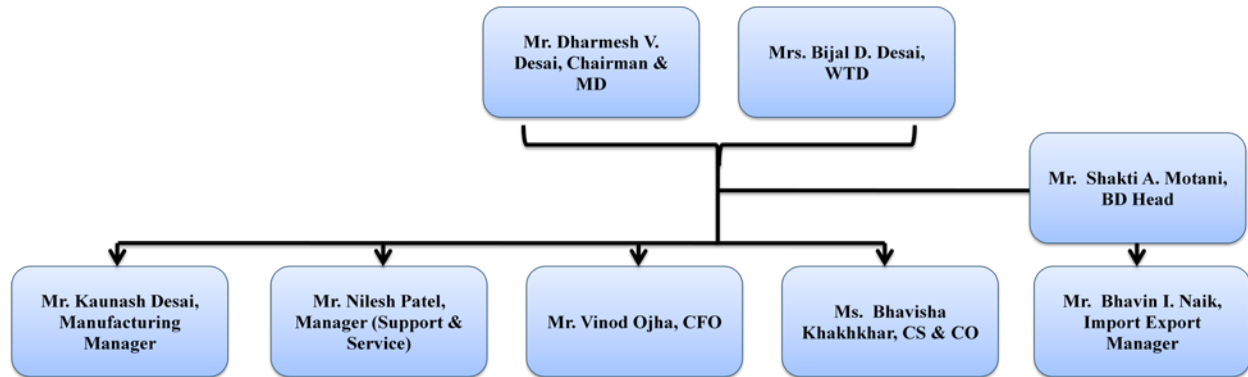 Mr. Dharmesh V.
Desai, Chairman &
MD
Mrs. Bijal D. Desai,
WTD
Mr. Shakti A. Motani,
BD Head
Mr. Kaunash Desai,
Manufacturing
Manager
Mr. Nilesh Patel,
Manager (Support &
Service)
Mr. Vinod Ojha, CFO
Ms. Bhavisha
Khakhkhar, CS & CO
Mr. Bhavin I. Naik,
Import Export
Manager